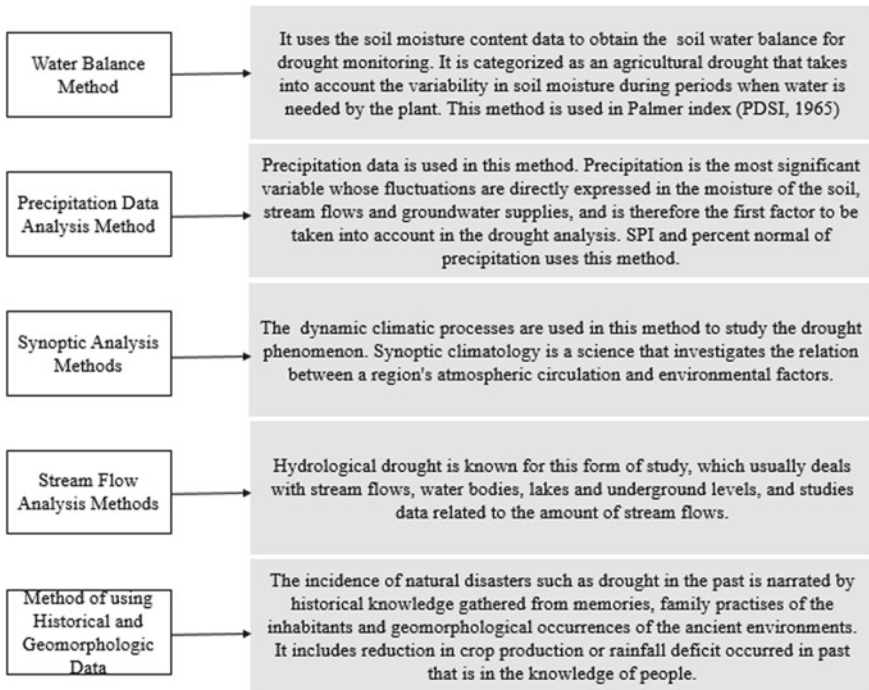 Water Balance
Method
It uses the soil moisture content data to obtain the soil water balance for
drought monitoring. It is categorized as an agricultural drought that takes
into account the variability in soil moisture during periods when water is
needed by the plant. This method is used in Palmer index (PDSI, 1965)
Precipitation Data
Analysis Method
Precipitation data is used in this method. Precipitation is the most significant
variable whose fluctuations are directly expressed in the moisture of the soil,
stream flows and groundwater supplies, and is therefore the first factor to be
taken into account in the drought analysis. SPI and percent normal of
precipitation uses this method.
Synoptic Analysis
Methods
The dynamic climatic processes are used in this method to study the drought
phenomenon. Synoptic climatology is a science that investigates the relation
between a region's atmospheric circulation and environmental factors.
Stream Flow
Analysis Methods
Hydrological drought is known for this form of study, which usually deals
with stream flows, water bodies, lakes and underground levels, and studies
data related to the amount of stream flows.
Method of using
Historical and
Geomorphologic
Data
The incidence of natural disasters such as drought in the past is narrated by
historical knowledge gathered from memories, family practises of the
inhabitants and geomorphological occurrences of the ancient environments.
It includes reduction in crop production or rainfall deficit occurred in past
that is in the knowledge of people.